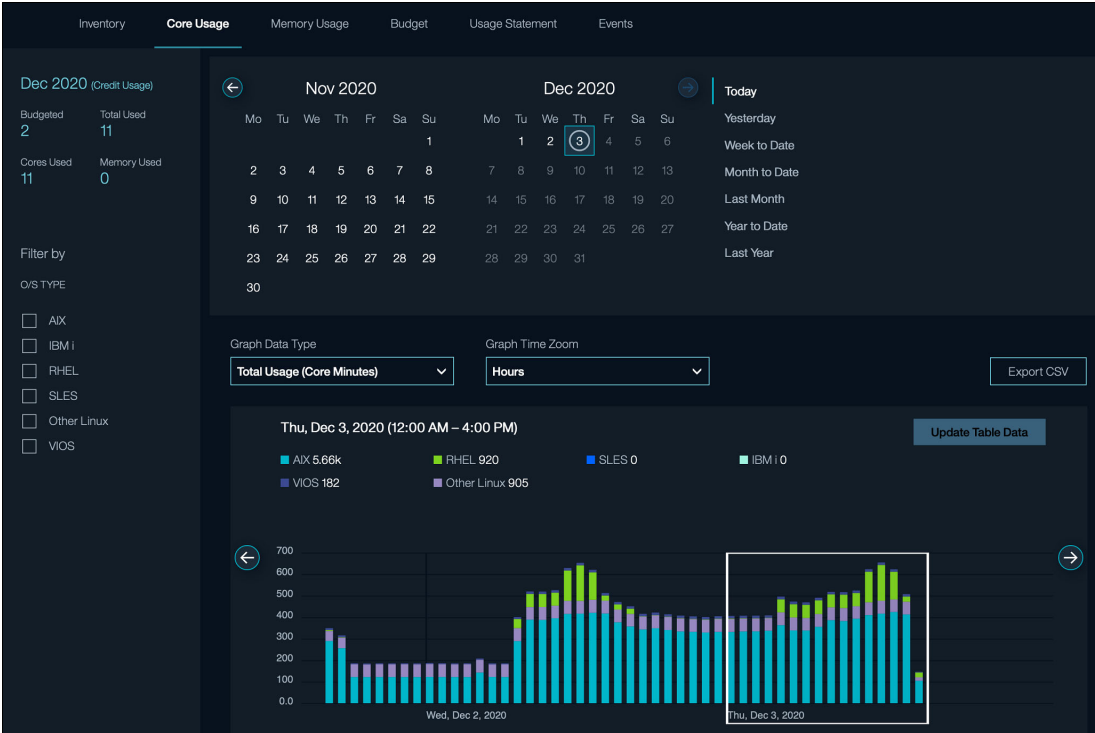 Inventory Core Usage Memory Usage Budget Usage Statement Events
Dec 2020 (Credit Usage)
Budgeted Total Used
2 11
Cores Used Memory Used
11 0
Filter by
O/S TYPE
AIX
IBM i
RHEL
SLES
Other Linux
VIOS
Nov 2020
Mo Tu We Th Fr Sa Su
1
2 3 4 5 6 7 8
9 10 11 12 13 14 15
16 17 18 19 20 21 22
23 24 25 26 27 28 29
30
Dec 2020
Mo Tu We Th Fr Sa Su
1 2 3 4 5 6
7 8 9 10 11 12 13
14 15 16 17 18 19 20
21 22 23 24 25 26 27
28 29 30 31
Today
Yesterday
Week to Date
Month to Date
Last Month
Year to Date
Last Year
Graph Data Type
Total Usage (Core Minutes)
Graph Time Zoom
Hours
Export CSV
Thu, Dec 3, 2020 (12:00 AM – 4:00 PM)
Update Table Data
AIX 5.66k RHEL 920 SLES 0 IBM i 0
VIOS 182 Other Linux 905
700
600
500
400
300
200
100
0.0
Wed, Dec 2, 2020 Thu, Dec 3, 2020